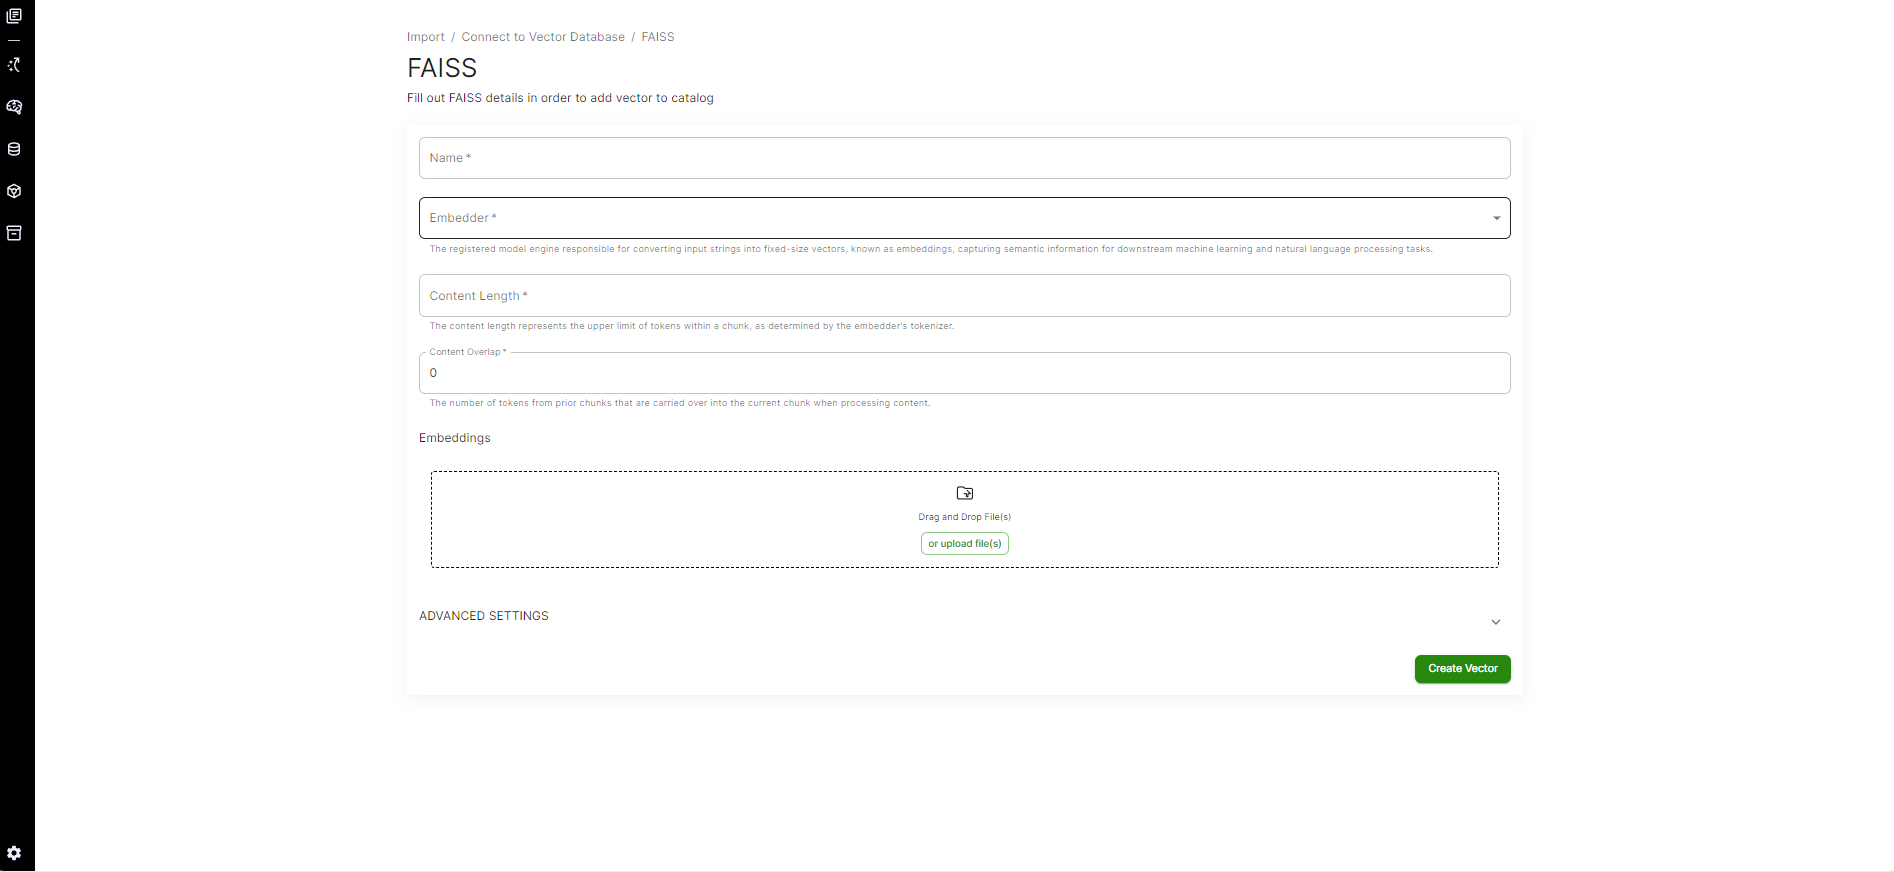 Import / Connect to Vector Database / FAISS
FAISS
Fill out FAISS details in order to add vector to catalog
Name *
Embedder *
The registered model engine responsible for converting input strings into fixed-size vectors, known as embeddings, capturing semantic information for downstream machine learning and natural language processing tasks.
Content Length *
The content length represents the upper limit of tokens within a chunk, as determined by the embedder's tokenizer.
Content Overlap *
0
The number of tokens from prior chunks that are carried over into the current chunk when processing content.
Embeddings
Drag and Drop File(s)
or upload file(s)
ADVANCED SETTINGS
Create Vector